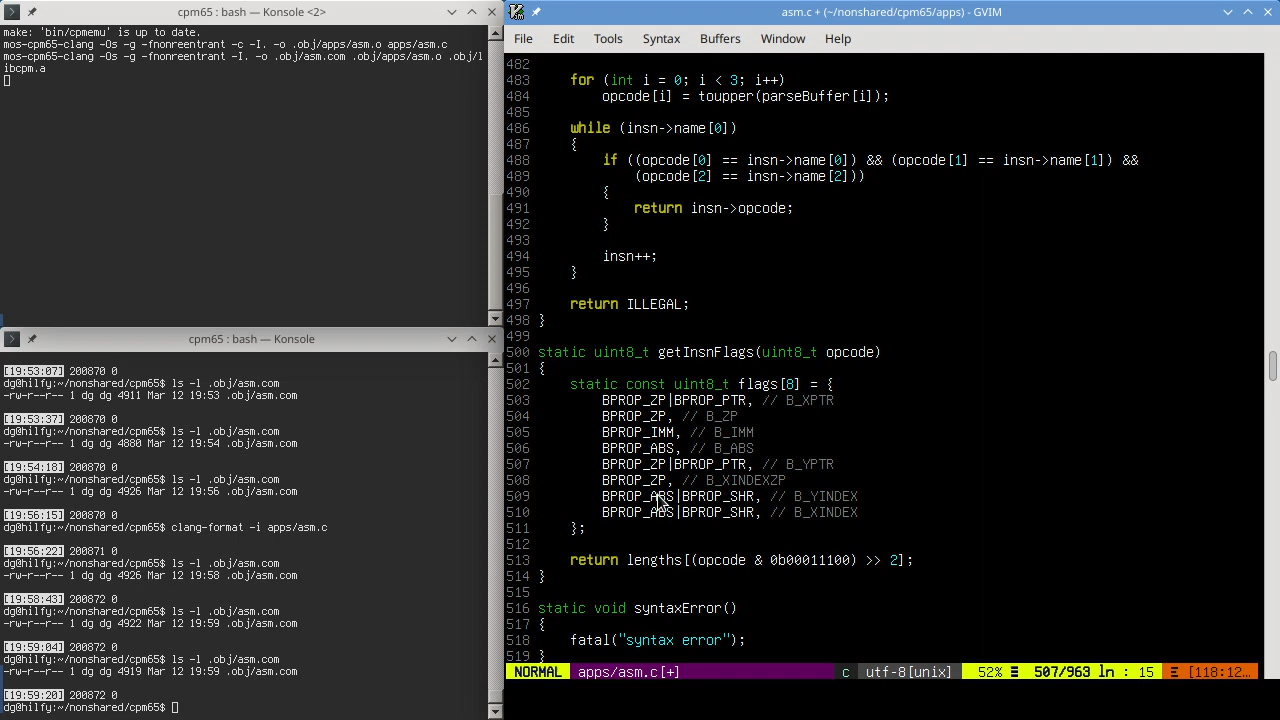 cpm65 : bash — Konsole <2>
make: 'bin/cpmemu' is up to date.
mos-cpm65-clang -Os -g -fnonreentrant -c -I. -o .obj/apps/asm.o apps/asm.c
mos-cpm65-clang -Os -g -fnonreentrant -I. -o .obj/asm.com .obj/apps/asm.o .obj/l
ibcpm.a
cpm65 : bash — Konsole
[19:53:07] 200870 0
dg@hilfy:~/nonshared/cpm65$ ls -l .obj/asm.com
-rw-r--r-- 1 dg dg 4911 Mar 12 19:53 .obj/asm.com
[19:53:37] 200870 0
dg@hilfy:~/nonshared/cpm65$ ls -l .obj/asm.com
-rw-r--r-- 1 dg dg 4880 Mar 12 19:54 .obj/asm.com
[19:54:18] 200870 0
dg@hilfy:~/nonshared/cpm65$ ls -l .obj/asm.com
-rw-r--r-- 1 dg dg 4926 Mar 12 19:56 .obj/asm.com
[19:56:15] 200870 0
dg@hilfy:~/nonshared/cpm65$ clang-format -i apps/asm.c
[19:56:22] 200871 0
dg@hilfy:~/nonshared/cpm65$ ls -l .obj/asm.com
-rw-r--r-- 1 dg dg 4926 Mar 12 19:58 .obj/asm.com
[19:58:43] 200872 0
dg@hilfy:~/nonshared/cpm65$ ls -l .obj/asm.com
-rw-r--r-- 1 dg dg 4922 Mar 12 19:59 .obj/asm.com
[19:59:04] 200872 0
dg@hilfy:~/nonshared/cpm65$ ls -l .obj/asm.com
-rw-r--r-- 1 dg dg 4919 Mar 12 19:59 .obj/asm.com
[19:59:20] 200872 0
dg@hilfy:~/nonshared/cpm65$
asm.c + (~/nonshared/cpm65/apps) - GVIM
File Edit Tools Syntax Buffers Window Help
482
483 for (int i = 0; i < 3; i++)
484 opcode[i] = toupper(parseBuffer[i]);
485
486 while (insn->name[0])
487 {
488 if ((opcode[0] == insn->name[0]) && (opcode[1] == insn->name[1]) &&
489 (opcode[2] == insn->name[2]))
490 {
491 return insn->opcode;
492 }
493
494 insn++;
495 }
496
497 return ILLEGAL;
498 }
499
500 static uint8_t getInsnFlags(uint8_t opcode)
501 {
502 static const uint8_t flags[8] = {
503 BPROP_ZP|BPROP_PTR, // B_XPTR
504 BPROP_ZP, // B_ZP
505 BPROP_IMM, // B_IMM
506 BPROP_ABS, // B_ABS
507 BPROP_ZP|BPROP_PTR, // B_YPTR
508 BPROP_ZP, // B_XINDEXZP
509 BPROP_ABS|BPROP_SHR, // B_YINDEX
510 BPROP_ABS|BPROP_SHR, // B_XINDEX
511 };
512
513 return lengths[(opcode & 0b00011100) >> 2];
514 }
515
516 static void syntaxError()
517 {
518 fatal("syntax error");
519 }
NORMAL apps/asm.c[+] c utf-8[unix] 52% ☰ 507/963 ln : 15 Ξ [118:12…